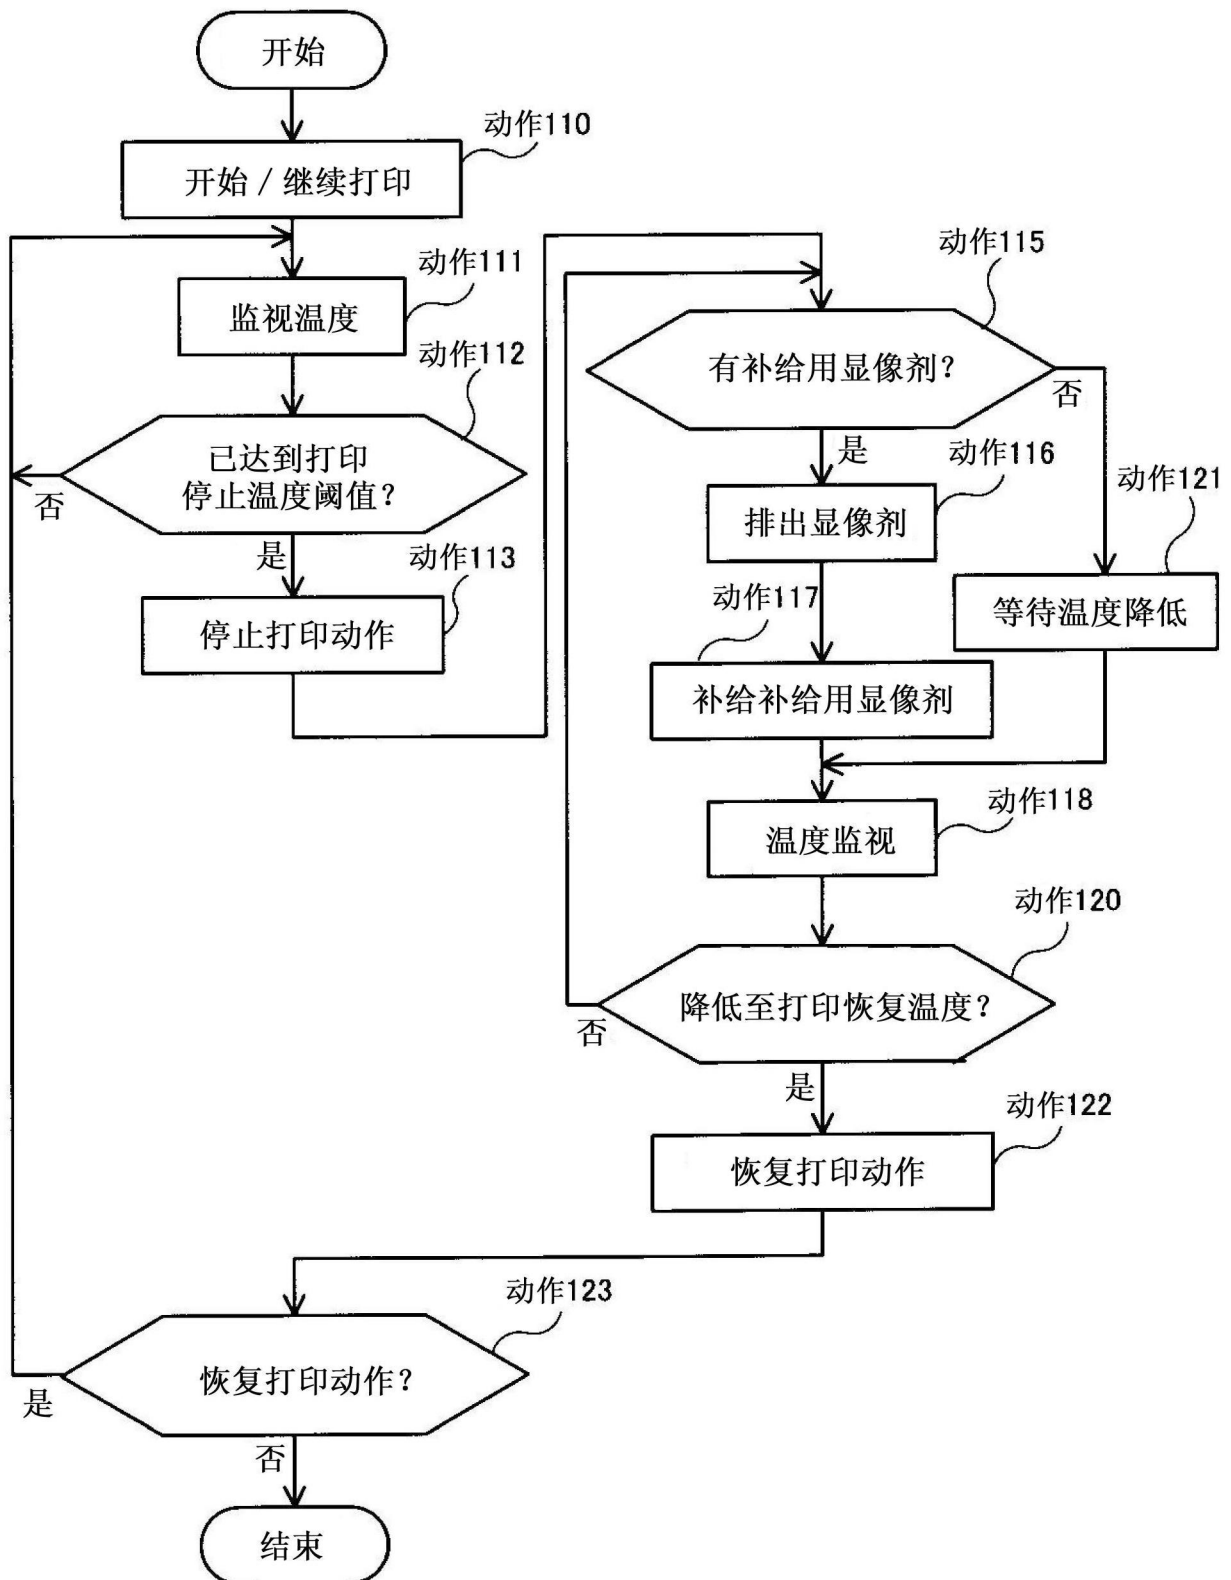 开始
动作110
开始／继续打印
动作111
监视温度
动作112
已达到打印
停止温度阈值？
否
是
动作113
停止打印动作
动作115
有补给用显像剂？
否
是
动作116
排出显像剂
动作121
等待温度降低
动作117
补给补给用显像剂
动作118
温度监视
动作120
降低至打印恢复温度？
否
是
动作122
恢复打印动作
动作123
恢复打印动作？
是
否
结束